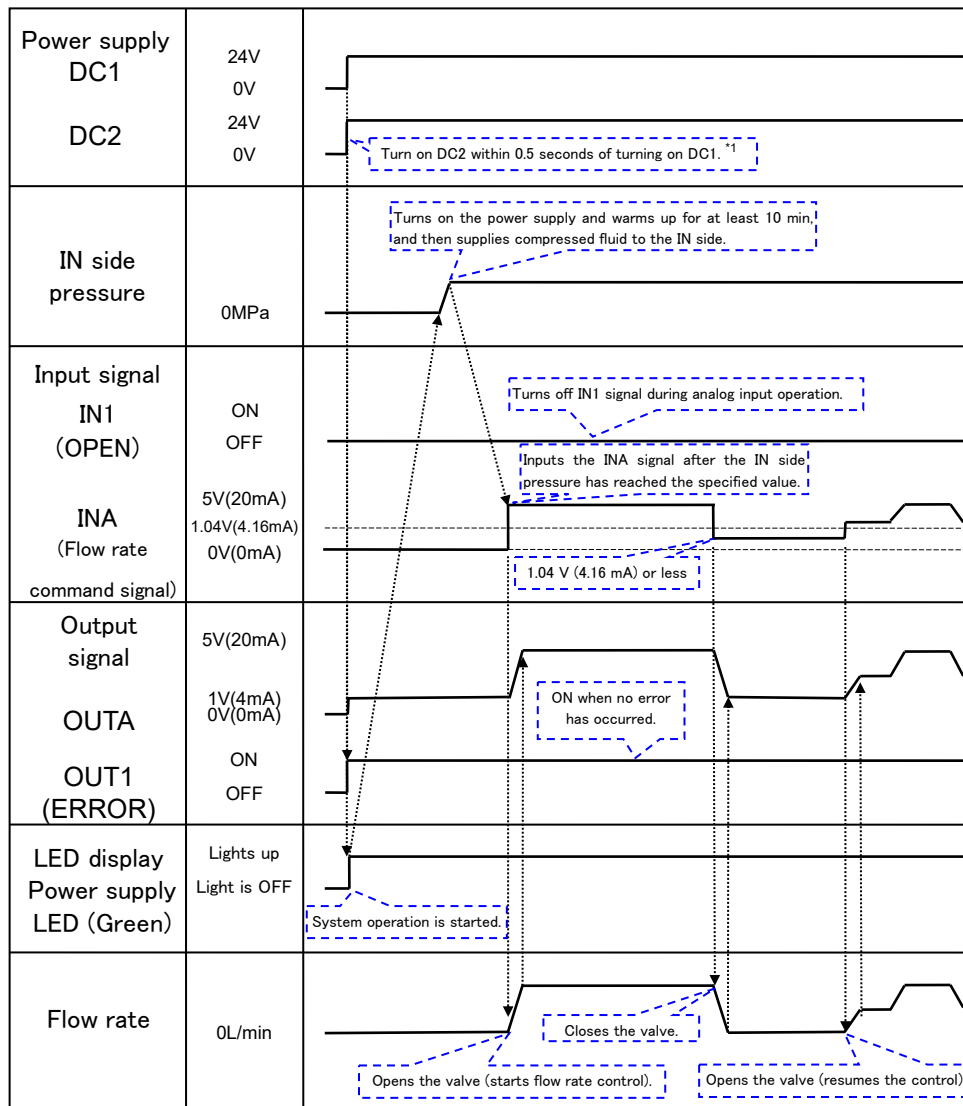 Power supply
DC1
24V
0V
DC2
24V
0V
Turn on DC2 within 0.5 seconds of turning on DC1. *1
IN side
pressure
0MPa
Turns on the power supply and warms up for at least 10 min,
and then supplies compressed fluid to the IN side.
Input signal
IN1
(OPEN)
ON
OFF
Turns off IN1 signal during analog input operation.
Inputs the INA signal after the IN side
pressure has reached the specified value.
INA
(Flow rate
command signal)
5V(20mA)
1.04V(4.16mA)
0V(0mA)
1.04 V (4.16 mA) or less
Output
signal
OUTA
5V(20mA)
1V(4mA)
0V(0mA)
ON when no error
has occurred.
OUT1
(ERROR)
ON
OFF
LED display
Power supply
LED (Green)
Lights up
Light is OFF
System operation is started.
Flow rate
0L/min
Closes the valve.
Opens the valve (starts flow rate control).
Opens the valve (resumes the control)